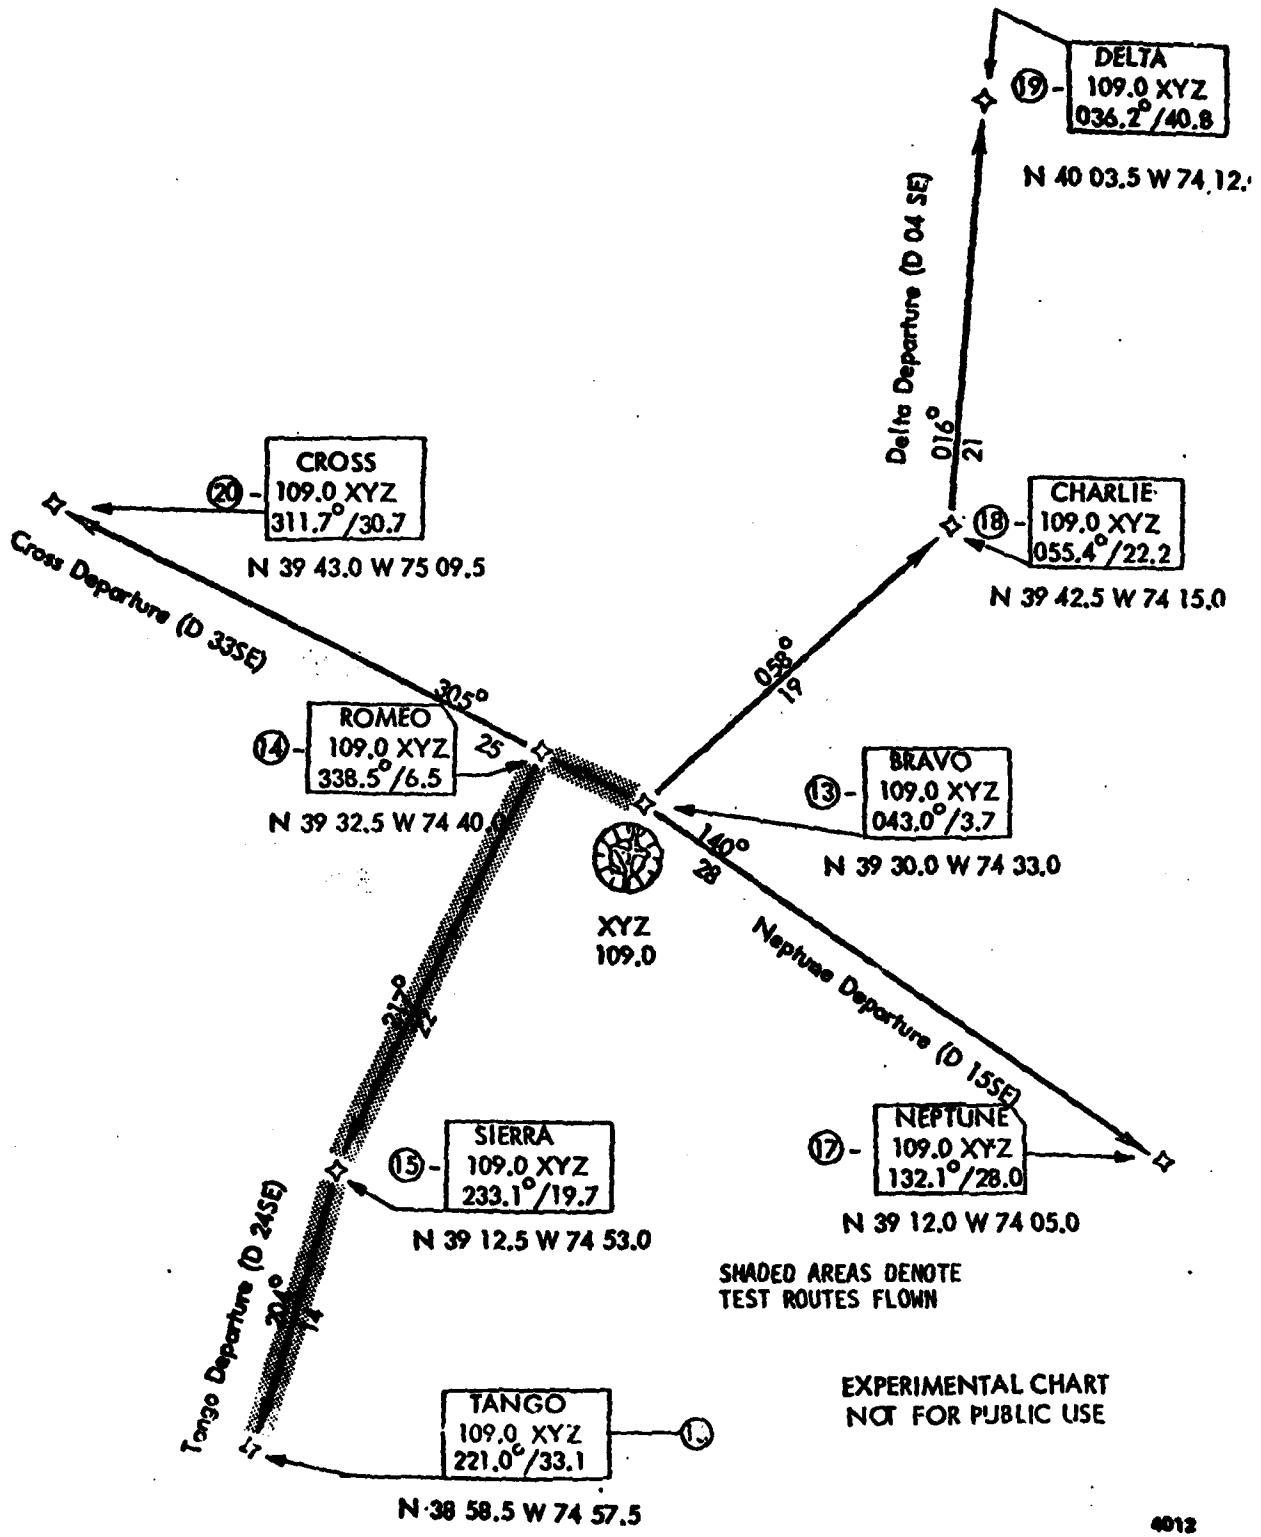 DELTA
19
109.0 XYZ
036.2°/40.8
N 40 03.5 W 74 12.
Delta Departure (D 04 SE)
016°
21
CROSS
20
109.0 XYZ
311.7°/30.7
N 39 43.0 W 75 09.5
Cross Departure (D 33SE)
CHARLIE
18
109.0 XYZ
055.4°/22.2
N 39 42.5 W 74 15.0
058°
19
305°
25
ROMEO
14
109.0 XYZ
338.5°/6.5
N 39 32.5 W 74 40.0
BRAVO
13
109.0 XYZ
043.0°/3.7
N 39 30.0 W 74 33.0
140°
28
XYZ
109.0
Neptune Departure (D 15SE)
217°
22
NEPTUNE
17
109.0 XYZ
132.1°/28.0
N 39 12.0 W 74 05.0
SIERRA
15
109.0 XYZ
233.1°/19.7
N 39 12.5 W 74 53.0
Tango Departure (D 24SE)
204°
14
SHADED AREAS DENOTE
TEST ROUTES FLOWN
TANGO
109.0 XYZ
221.0°/33.1
N 38 58.5 W 74 57.5
EXPERIMENTAL CHART
NOT FOR PUBLIC USE
4012